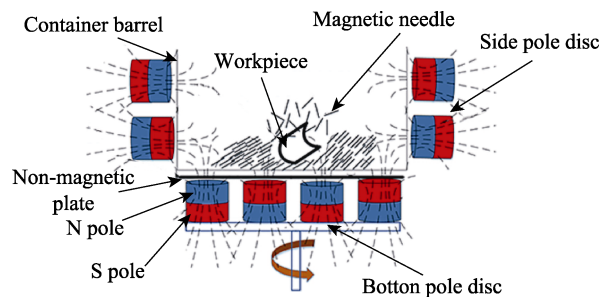 Container barrel
Magnetic needle
Workpiece
Side pole disc
Non-magnetic
plate
N pole
S pole
Botton pole disc